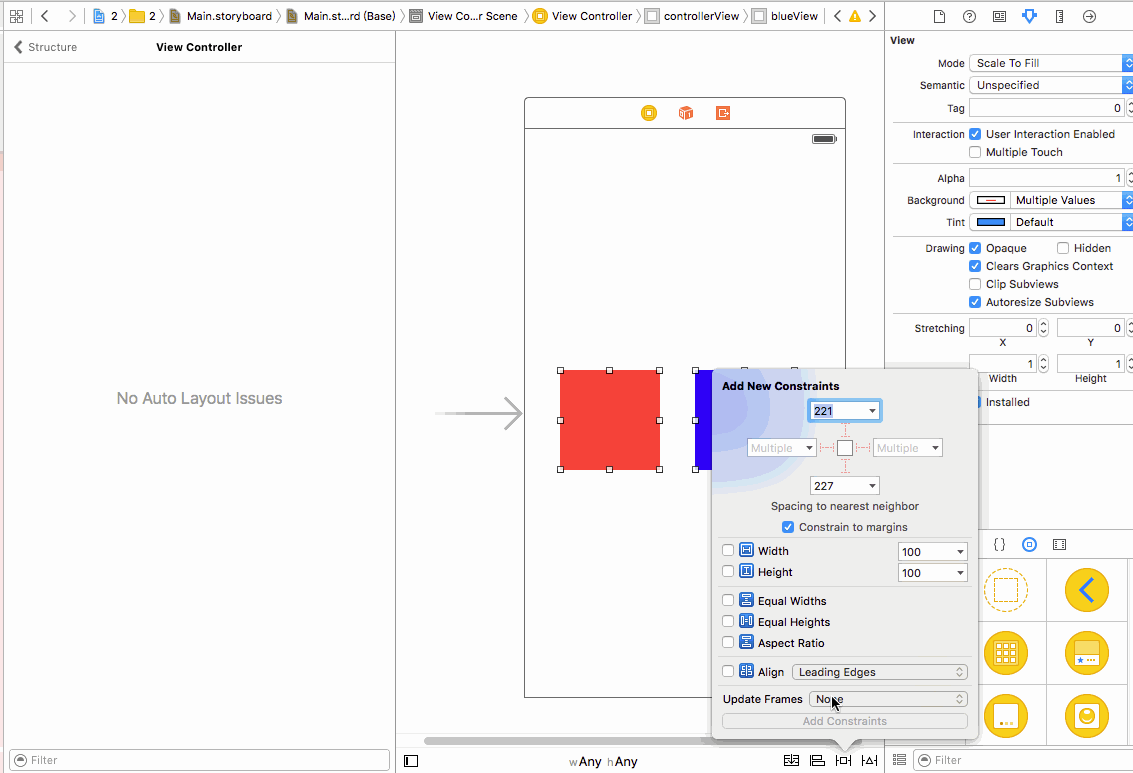 2 2 Main.storyboard Main.st...rd (Base) View Co...r Scene View Controller controllerView blueView
Structure View Controller
No Auto Layout Issues
Filter
wAny hAny
Add New Constraints
221
Multiple Multiple
227
Spacing to nearest neighbor
Constrain to margins
Width 100
Height 100
Equal Widths
Equal Heights
Aspect Ratio
Align Leading Edges
Update Frames None
Add Constraints
View
Mode Scale To Fill
Semantic Unspecified
Tag 0
Interaction User Interaction Enabled
Multiple Touch
Alpha 1
Background Multiple Values
Tint Default
Drawing Opaque Hidden
Clears Graphics Context
Clip Subviews
Autoresize Subviews
Stretching 0 0
X Y
1 1
Width Height
Installed
{}
Filter